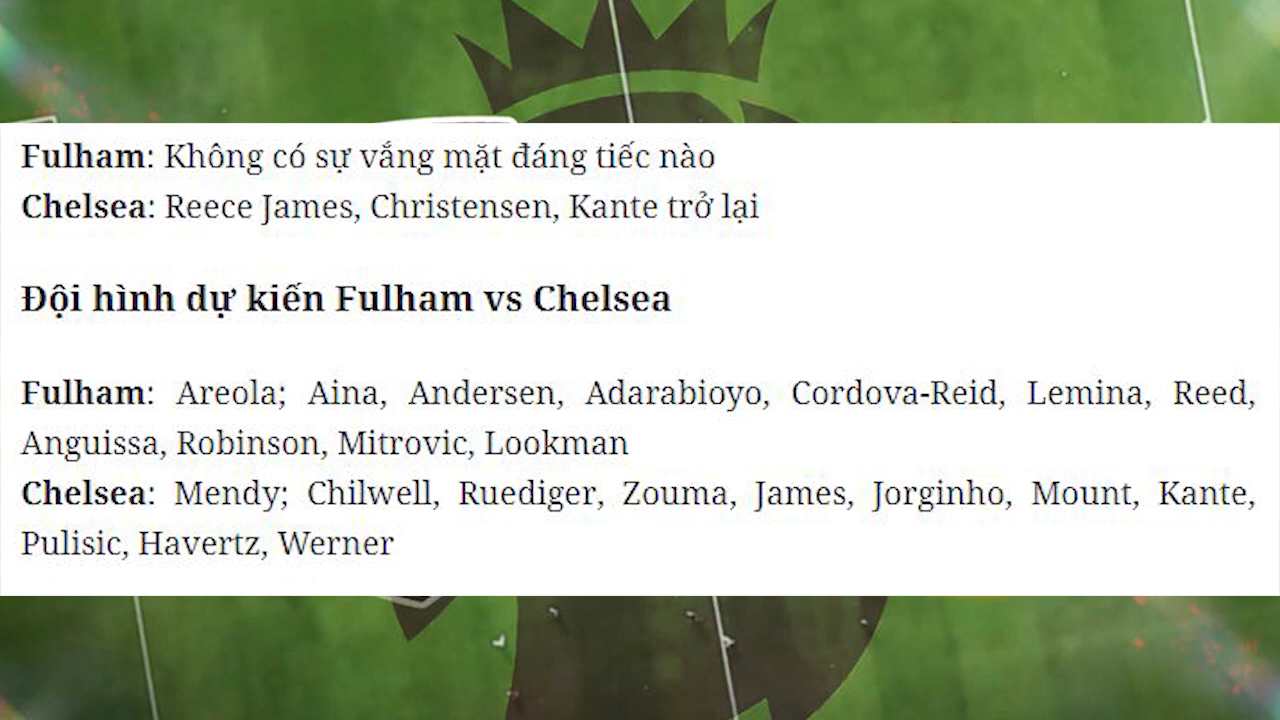 Fulham: Không có sự vắng mặt đáng tiếc nào
Chelsea: Reece James, Christensen, Kante trở lại
Đội hình dự kiến Fulham vs Chelsea
Fulham: Areola; Aina, Andersen, Adarabioyo, Cordova-Reid, Lemina, Reed,
Anguissa, Robinson, Mitrovic, Lookman
Chelsea: Mendy; Chilwell, Ruediger, Zouma, James, Jorginho, Mount, Kante,
Pulisic, Havertz, Werner